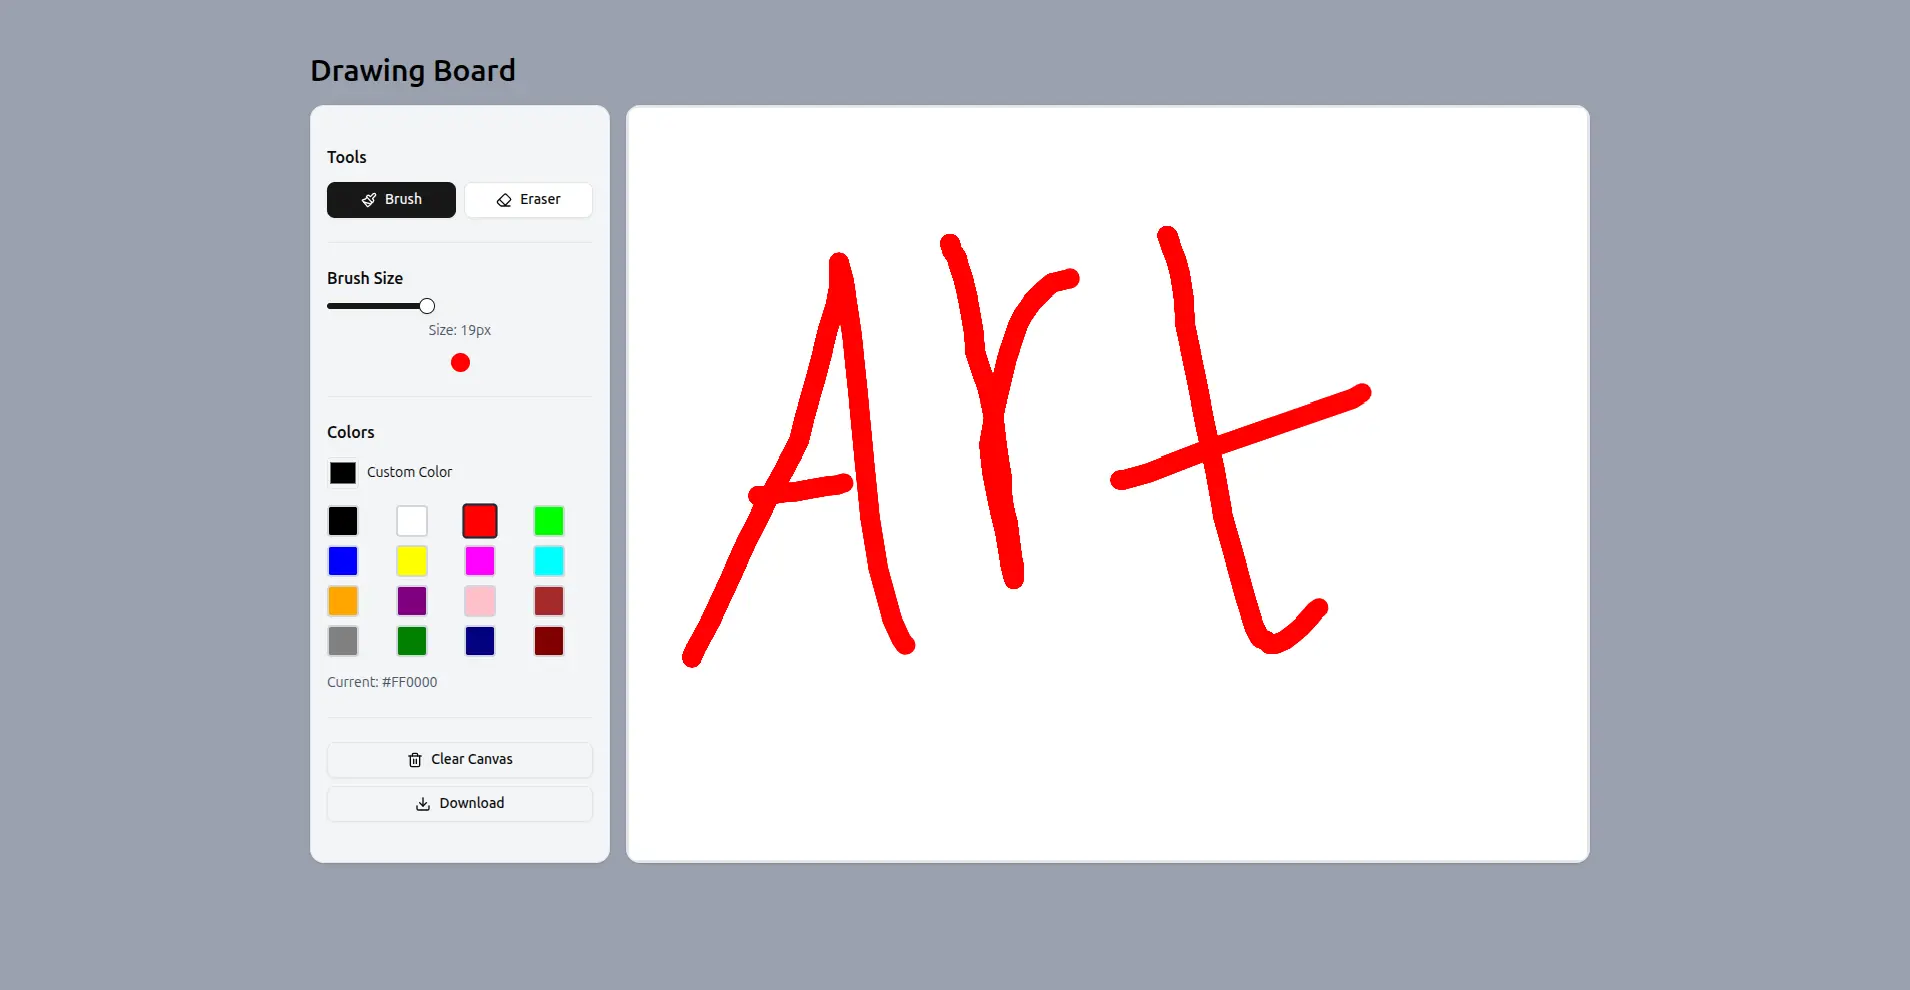 Drawing Board
Tools
Brush Eraser
Brush Size
Size: 19px
Colors
Custom Color
Current: #FF0000
Clear Canvas
Download
Art